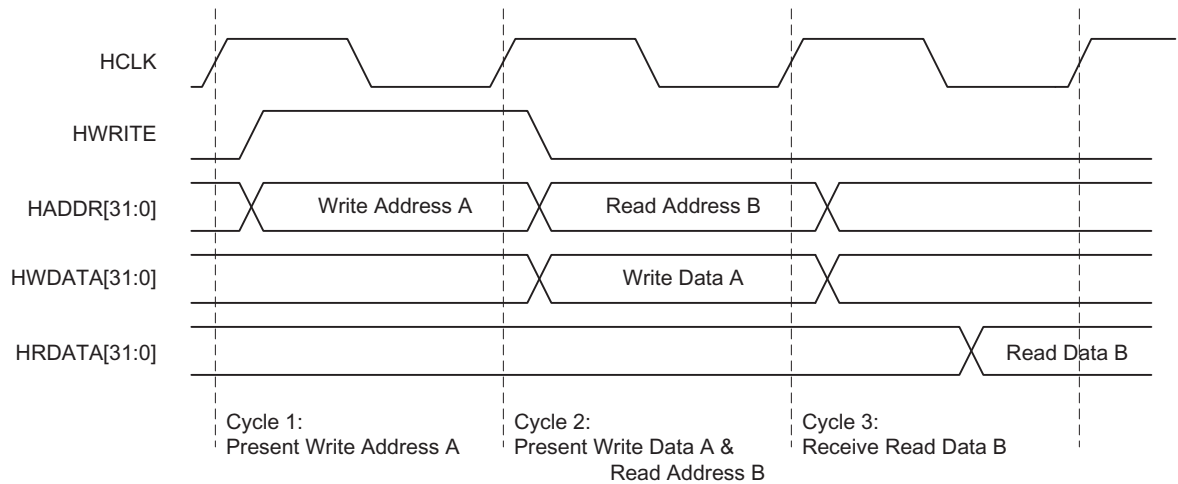 HCLK
HWRITE
HADDR[31:0]
Write Address A
Read Address B
HWDATA[31:0]
Write Data A
HRDATA[31:0]
Read Data B
Cycle 1:
Present Write Address A
Cycle 2:
Present Write Data A &
Read Address B
Cycle 3:
Receive Read Data B